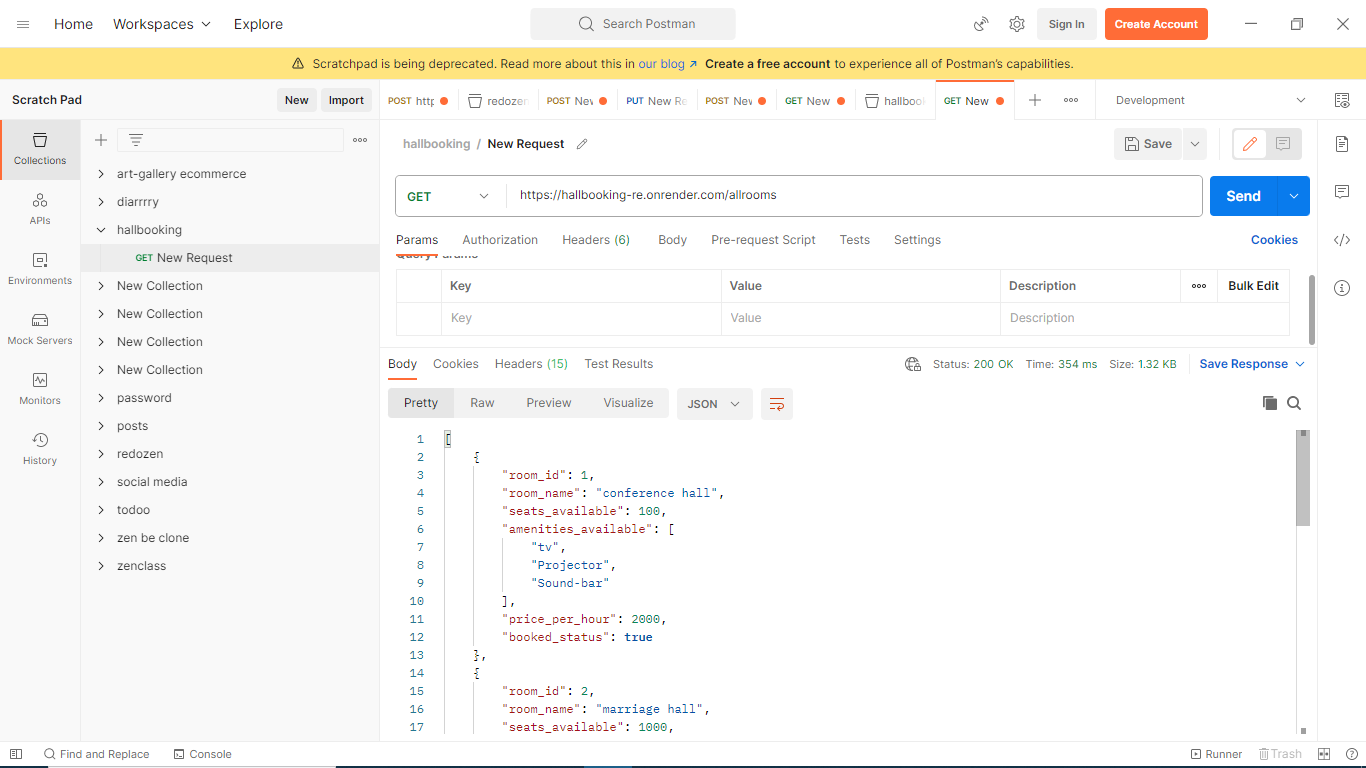 Home Workspaces Explore Search Postman Sign In Create Account
Scratchpad is being deprecated. Read more about this in our blog ↗ Create a free account to experience all of Postman's capabilities.
Scratch Pad New Import
POST http redozen POST New PUT New Re POST New GET New hallbook GET New Development
Collections
APIs
Environments
Mock Servers
Monitors
History
art-gallery ecommerce
diarrrry
hallbooking
GET New Request
New Collection
New Collection
New Collection
New Collection
password
posts
redozen
social media
todoo
zen be clone
zenclass
hallbooking / New Request Save
GET https://hallbooking-re.onrender.com/allrooms Send
Params Authorization Headers (6) Body Pre-request Script Tests Settings Cookies
Query Params
Key Value Description Bulk Edit
Key Value Description
Body Cookies Headers (15) Test Results Status: 200 OK Time: 354 ms Size: 1.32 KB Save Response
Pretty Raw Preview Visualize JSON
1 [
2 {
3 "room_id": 1,
4 "room_name": "conference hall",
5 "seats_available": 100,
6 "amenities_available": [
7 "tv",
8 "Projector",
9 "Sound-bar"
10 ],
11 "price_per_hour": 2000,
12 "booked_status": true
13 },
14 {
15 "room_id": 2,
16 "room_name": "marriage hall",
17 "seats_available": 1000,
Find and Replace Console Runner Trash